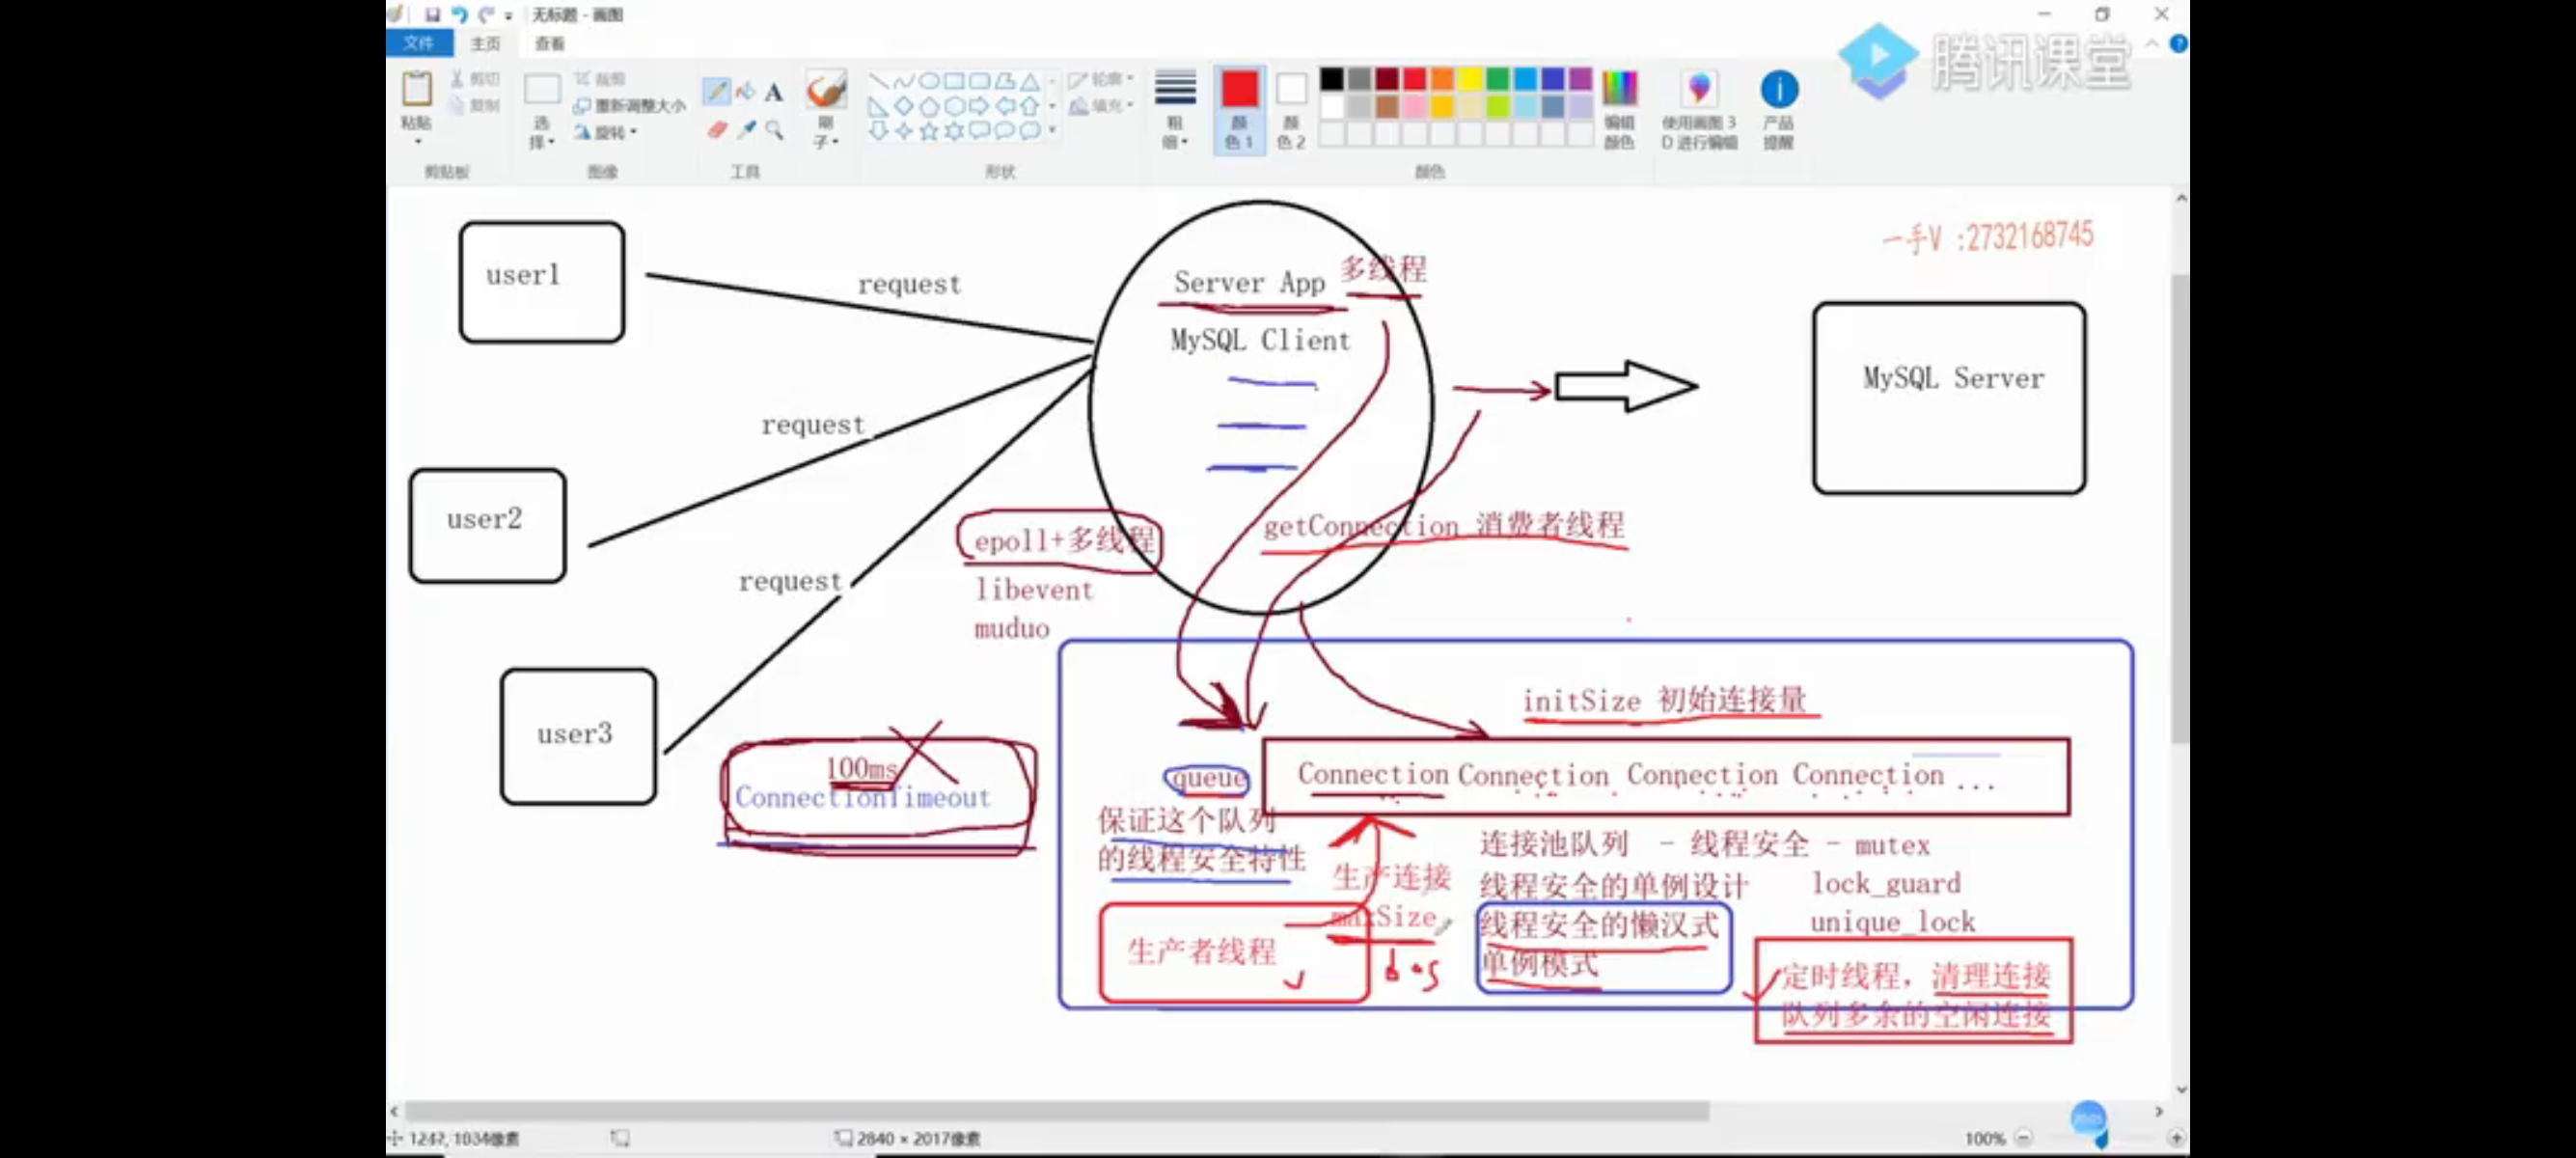 无标题 - 画图
文件 主页 查看
腾讯课堂
粘贴 剪切 复制
剪贴板
选择 裁剪 重新调整大小 旋转
图像
A
工具
刷子
形状
轮廓 填充
粗细
颜色1 颜色2
编辑颜色
颜色
使用画图 3D 进行编辑
产品提醒
一手V :2732168745
user1
request
Server App 多线程
MySQL Client
MySQL Server
request
user2
epoll+多线程
getConnection 消费者线程
request
libevent
muduo
user3
initSize 初始连接量
100ms
ConnectionTimeout
queue
Connection Connection Connection Connection ...
保证这个队列
的线程安全特性
生产连接
maxSize
生产者线程
连接池队列 - 线程安全 - mutex
线程安全的单例设计 lock_guard
线程安全的懒汉式 unique_lock
单例模式
定时线程，清理连接
队列多余的空闲连接
2840 × 2017像素
100%